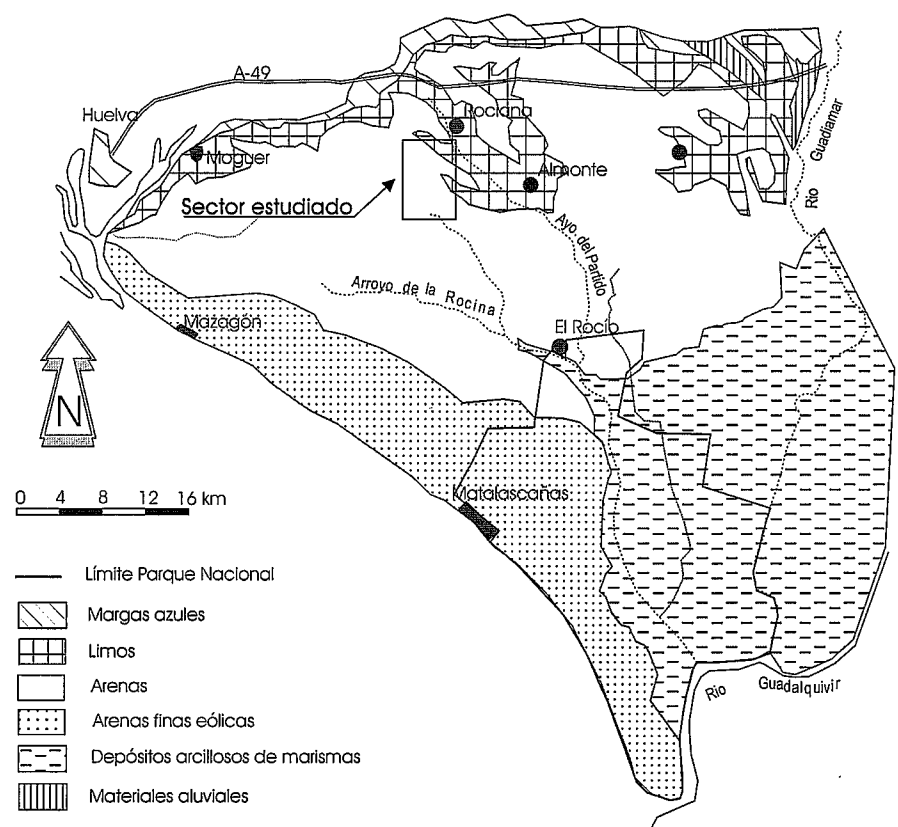 A-49
Huelva
Rociana
Guadiamar
Moguer
Almonte
Sector estudiado
Rio
Ayo. del Partido
Arroyo de la Rocina
El Rocío
Mazagón
N
Matalascañas
0 4 8 12 16 km
Límite Parque Nacional
Margas azules
Limos
Arenas
Arenas finas eólicas
Depósitos arcillosos de marismas
Materiales aluviales
Rio
Guadalquivir